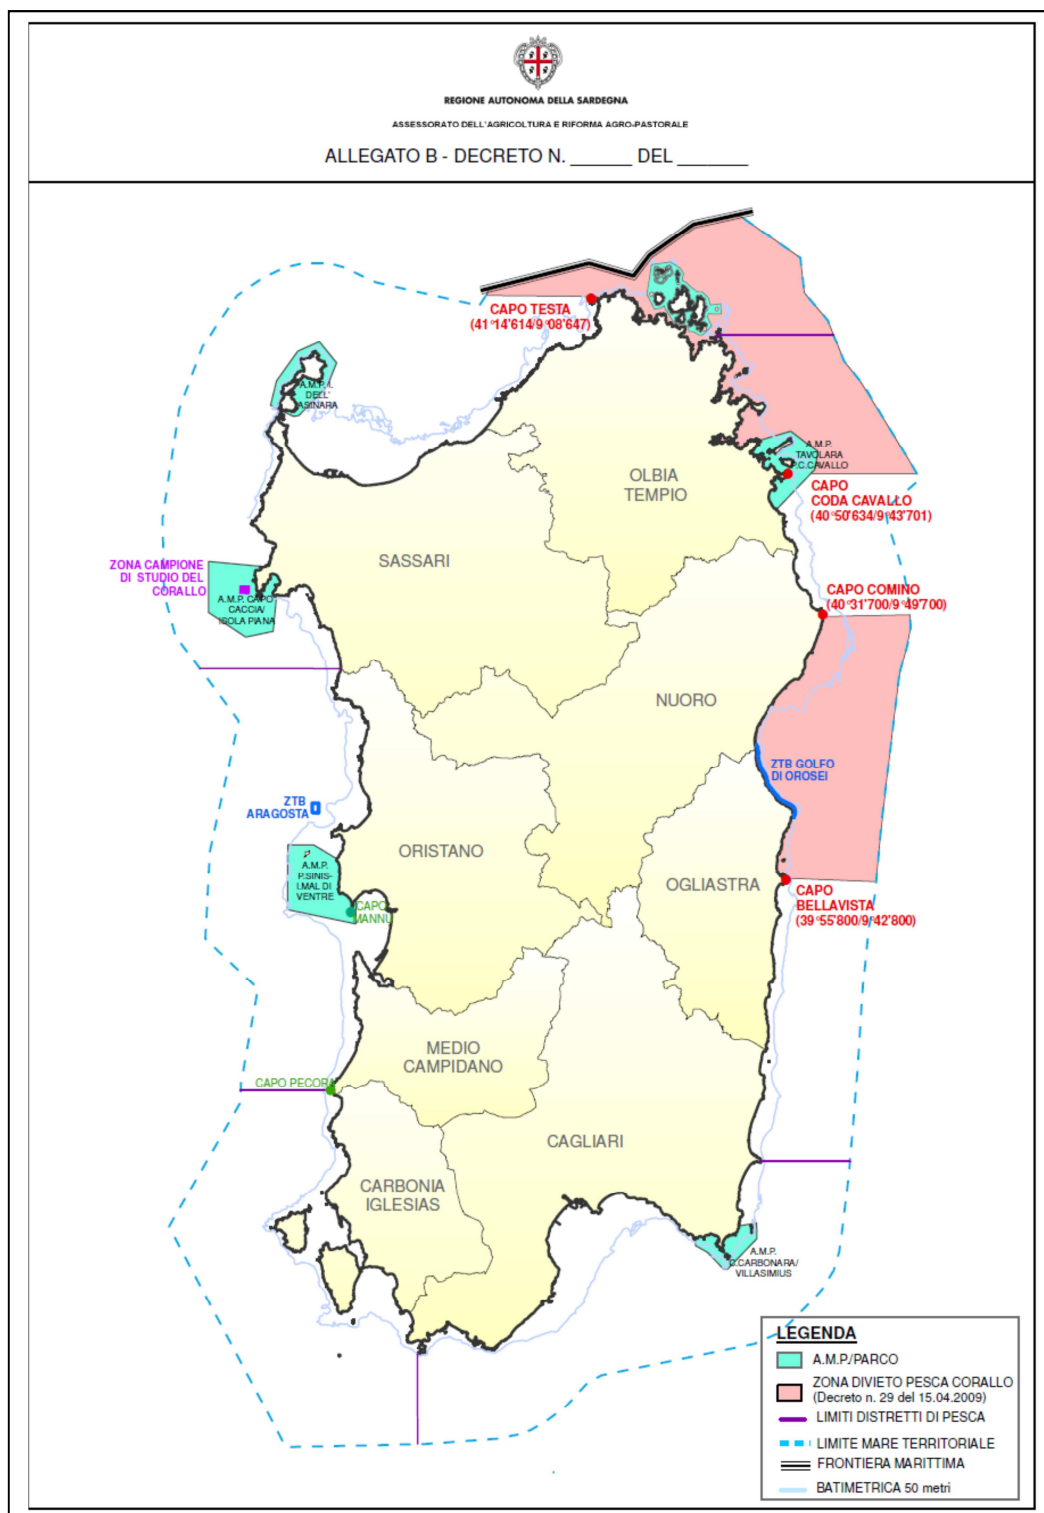 REGIONE AUTONOMA DELLA SARDEGNA
ASSESSORATO DELL'AGRICOLTURA E RIFORMA AGRO-PASTORALE
ALLEGATO B - DECRETO N. ______ DEL _______
CAPO TESTA
(41°14'614/9°08'647)
A.M.P. I.
DELL'
ASINARA
A.M.P.
TAVOLARA
P.C.CAVALLO
OLBIA
TEMPIO
CAPO
CODA CAVALLO
(40°50'634/9°43'701)
SASSARI
ZONA CAMPIONE
DI STUDIO DEL
CORALLO
A.M.P. CAPO
CACCIA/
ISOLA PIANA
CAPO COMINO
(40°31'700/9°49'700)
NUORO
ZTB GOLFO
DI OROSEI
ZTB
ARAGOSTA
ORISTANO
A.M.P.
P.SINIS-
I.MAL DI
VENTRE
CAPO
MANNU
OGLIASTRA
CAPO
BELLAVISTA
(39°55'800/9°42'800)
MEDIO
CAMPIDANO
CAPO PECORA
CAGLIARI
CARBONIA
IGLESIAS
A.M.P.
C.CARBONARA/
VILLASIMIUS
LEGENDA
A.M.P/PARCO
ZONA DIVIETO PESCA CORALLO
(Decreto n. 29 del 15.04.2009)
LIMITI DISTRETTI DI PESCA
LIMITE MARE TERRITORIALE
FRONTIERA MARITTIMA
BATIMETRICA 50 metri